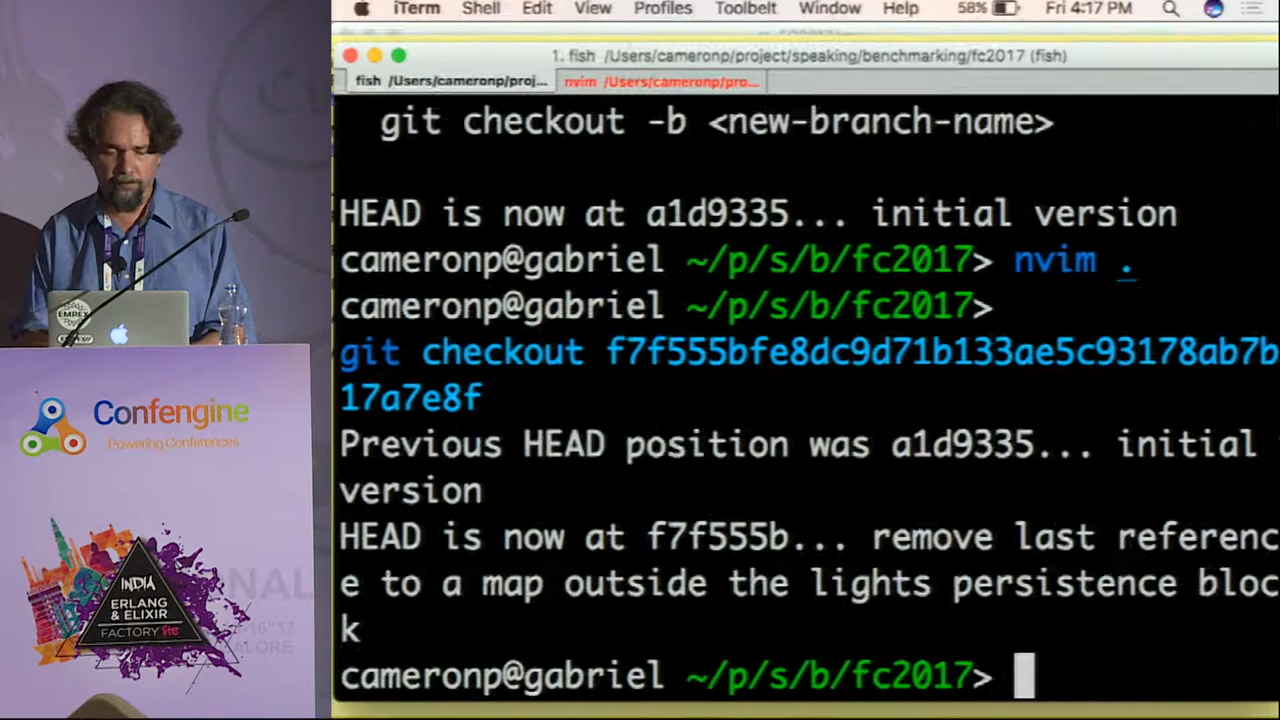 iTerm Shell Edit View Profiles Toolbelt Window Help 58% Fri 4:17 PM
1. fish /Users/cameronp/project/speaking/benchmarking/fc2017 (fish)
fish /Users/cameronp/proj... nvim /Users/cameronp/pro...
git checkout -b <new-branch-name>
HEAD is now at a1d9335... initial version
cameronp@gabriel ~/p/s/b/fc2017> nvim .
cameronp@gabriel ~/p/s/b/fc2017>
git checkout f7f555bfe8dc9d71b133ae5c93178ab7b
17a7e8f
Previous HEAD position was a1d9335... initial
version
HEAD is now at f7f555b... remove last referenc
e to a map outside the lights persistence bloc
k
cameronp@gabriel ~/p/s/b/fc2017>
EMREX
Confengine
Powering Conferences
INDIA
ERLANG
& ELIXIR
FACTORY lite